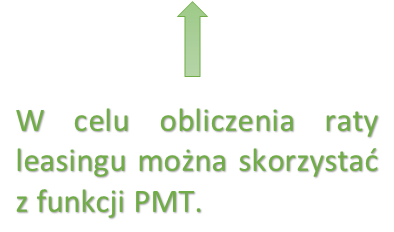 W celu obliczenia raty
leasingu można skorzystać
z funkcji PMT.